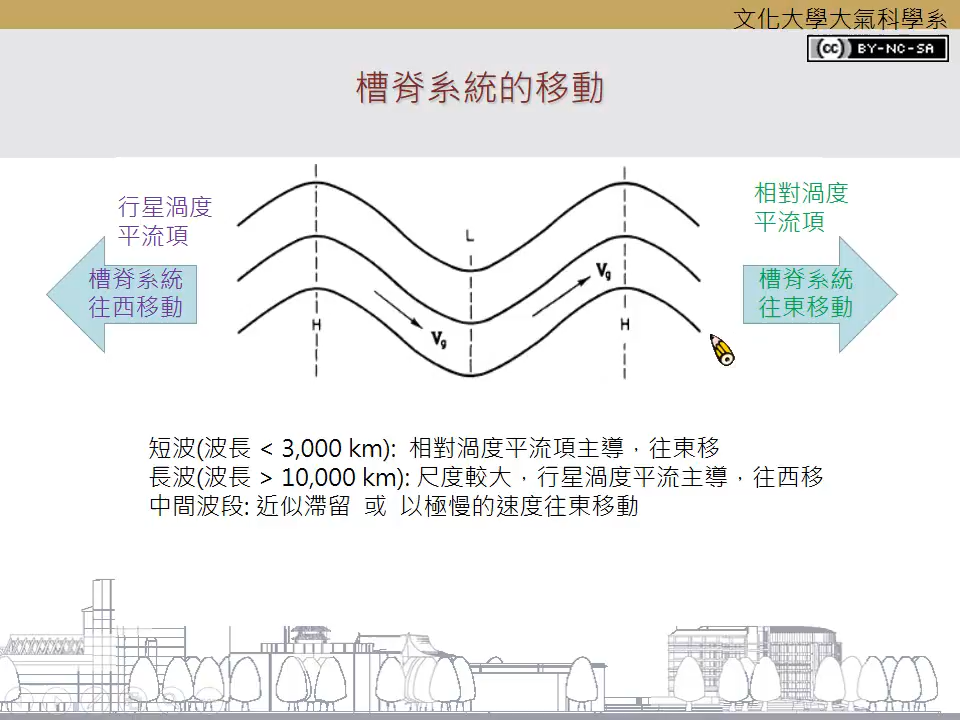 文化大學大氣科學系
(cc) BY-NC-SA
槽脊系統的移動
行星渦度
平流項
槽脊系統
往西移動
L
H
H
Vg
Vg
相對渦度
平流項
槽脊系統
往東移動
短波(波長 < 3,000 km): 相對渦度平流項主導，往東移
長波(波長 > 10,000 km): 尺度較大，行星渦度平流主導，往西移
中間波段: 近似滯留 或 以極慢的速度往東移動